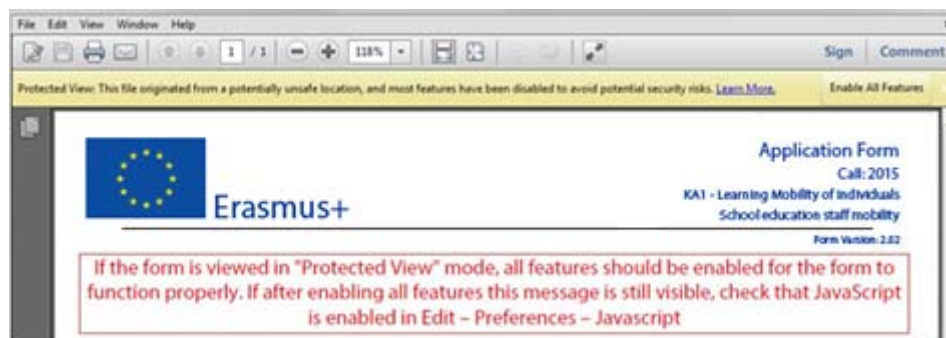 File Edit View Window Help
1 / 1 118% Sign Comment
Protected View: This file originated from a potentially unsafe location, and most features have been disabled to avoid potential security risks. Learn More. Enable All Features
Application Form
Call: 2015
KA1 - Learning Mobility of Individuals
Erasmus+ School education staff mobility
Form Version: 2.02
If the form is viewed in "Protected View" mode, all features should be enabled for the form to
function properly. If after enabling all features this message is still visible, check that JavaScript
is enabled in Edit – Preferences – Javascript